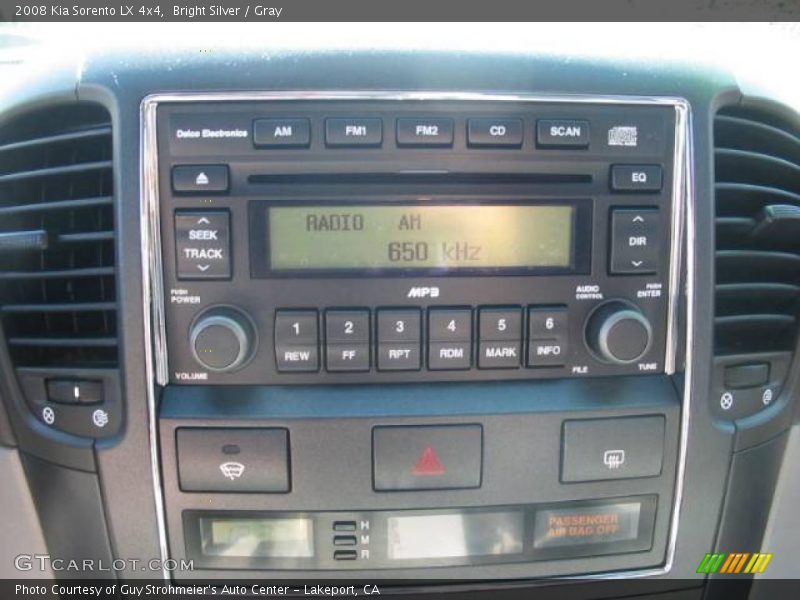 2008 Kia Sorento LX 4x4, Bright Silver / Gray
Delco Electronics AM FM1 FM2 CD SCAN
EQ
SEEK
TRACK
RADIO AM
650 kHz
DIR
PUSH
POWER
MP3
AUDIO
CONTROL
PUSH
ENTER
1 2 3 4 5 6
REW FF RPT RDM MARK INFO
VOLUME
FILE
TUNE
H
M
R
PASSENGER
AIR BAG OFF
GTCARLOT.COM
Photo Courtesy of Guy Strohmeier's Auto Center - Lakeport, CA